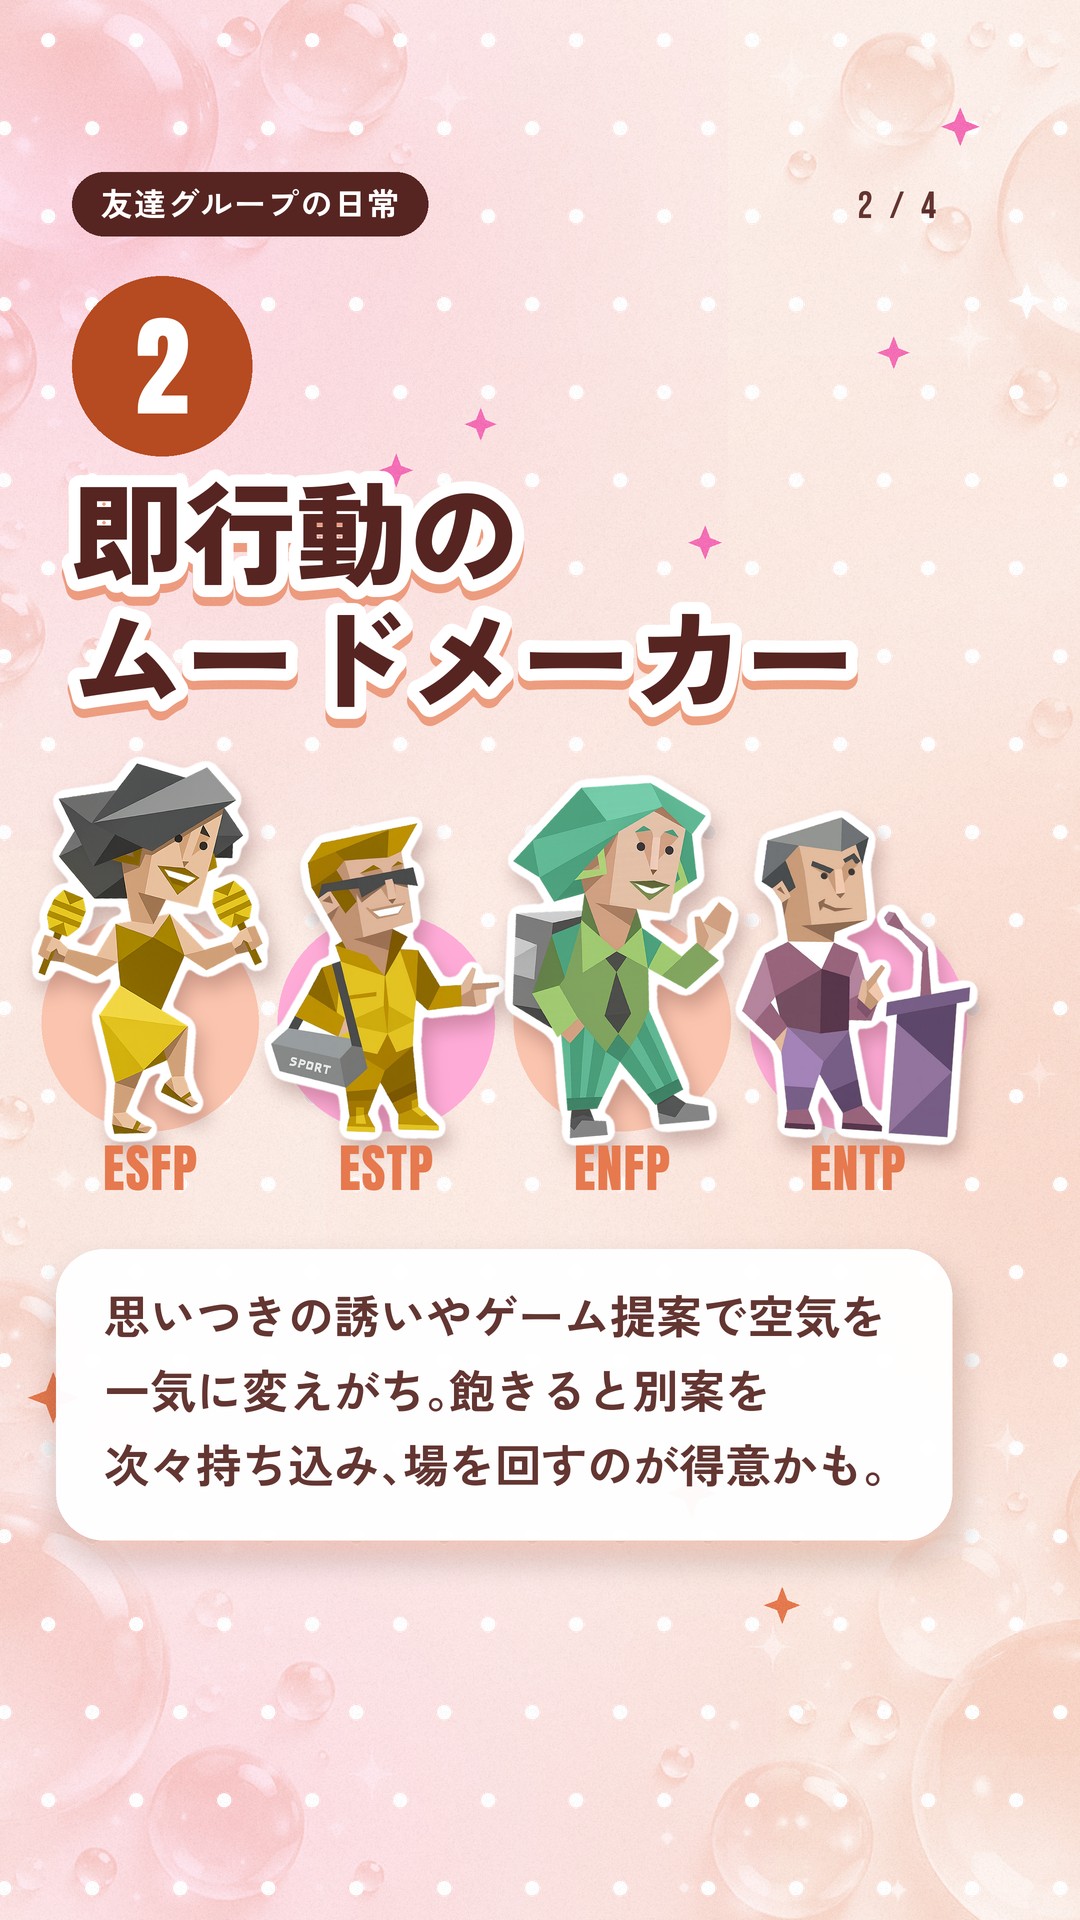 友達グループの日常
2 / 4
2
即行動の
ムードメーカー
SPORT
ESFP
ESTP
ENFP
ENTP
思いつきの誘いやゲーム提案で空気を
一気に変えがち。飽きると別案を
次々持ち込み、場を回すのが得意かも。